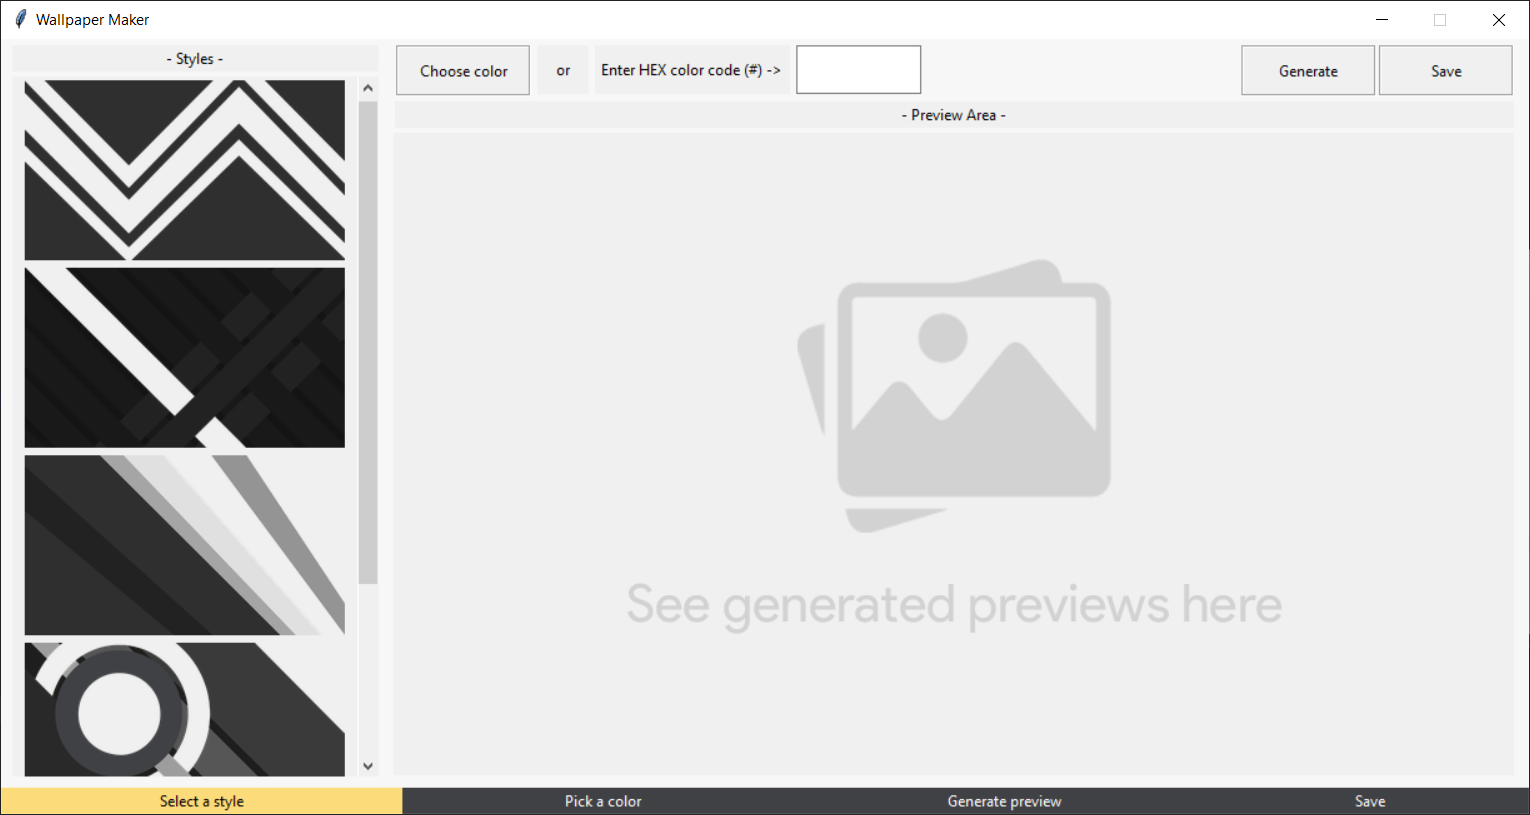 Wallpaper Maker
- Styles -
Choose color
or
Enter HEX color code (#) ->
Generate
Save
- Preview Area -
See generated previews here
Select a style
Pick a color
Generate preview
Save